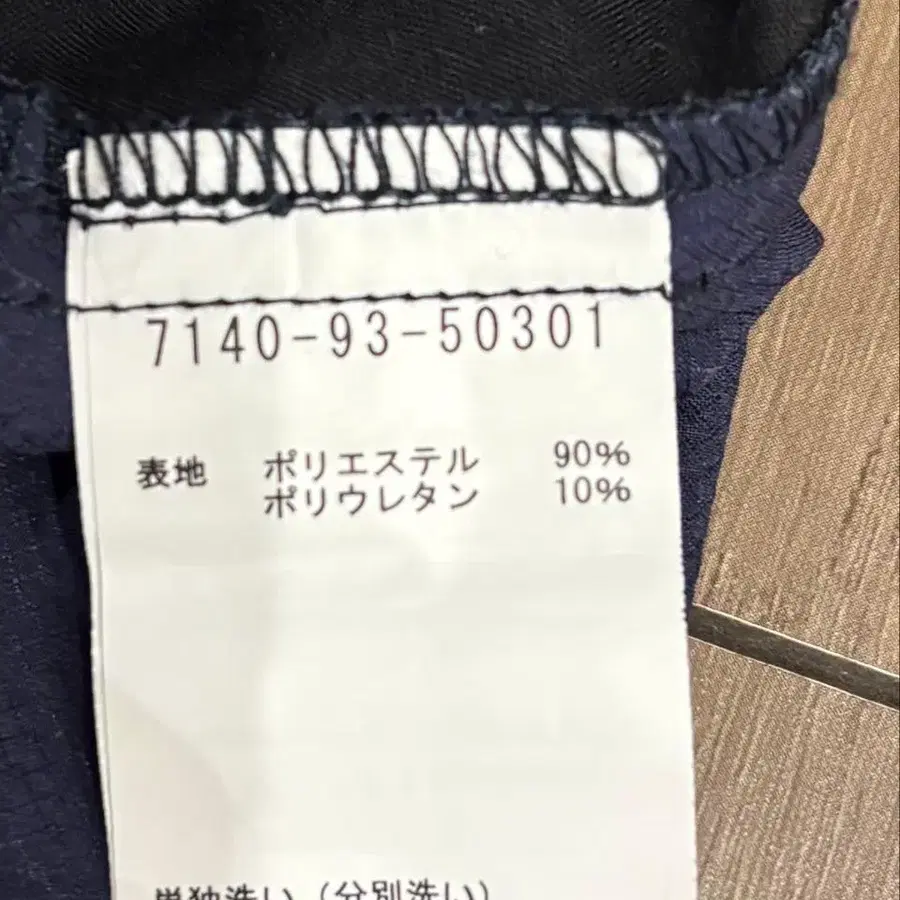 7140-93-50301
表地 ポリエステル 90%
ポリウレタン 10%
単独洗い(分別洗い)